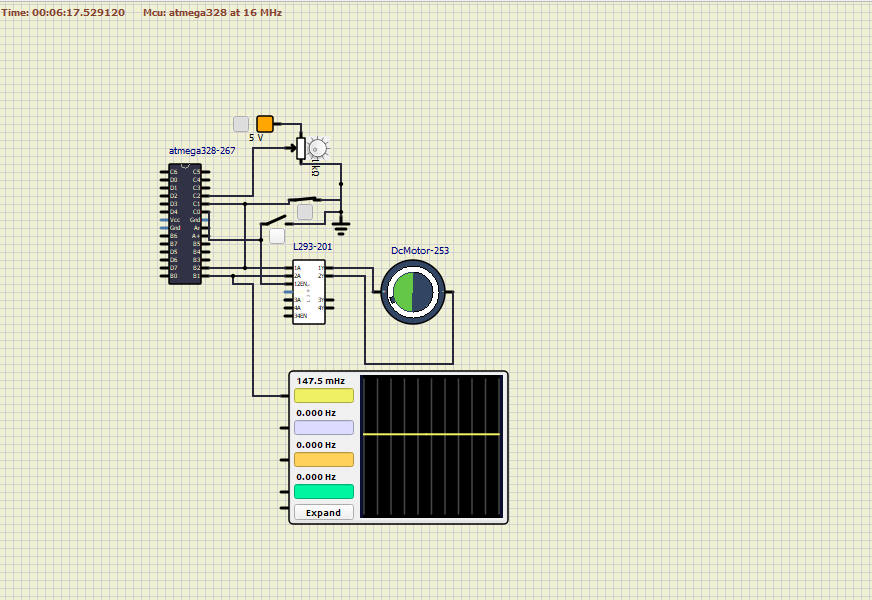 Time: 00:06:17.529120 Mcu: atmega328 at 16 MHz
5 V
atmega328-267
1kΩ
C6 C5
D0 C4
D1 C3
D2 C2
D3 C1
D4 C0
Vcc Gnd
Gnd Ar
B6
B7 B5
D5 B4
D6 B3
D7 B2
B0 B1
L293-201
1A 1Y
2A 2Y
12EN
3A 3Y
4A 4Y
34EN
DcMotor-253
147.5 mHz
0.000 Hz
0.000 Hz
0.000 Hz
Expand